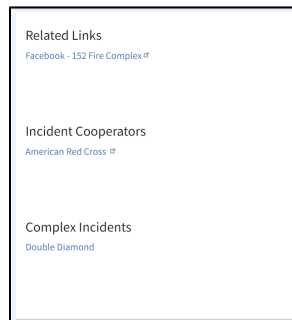 Related Links
Facebook - 152 Fire Complex
Incident Cooperators
American Red Cross
Complex Incidents
Double Diamond